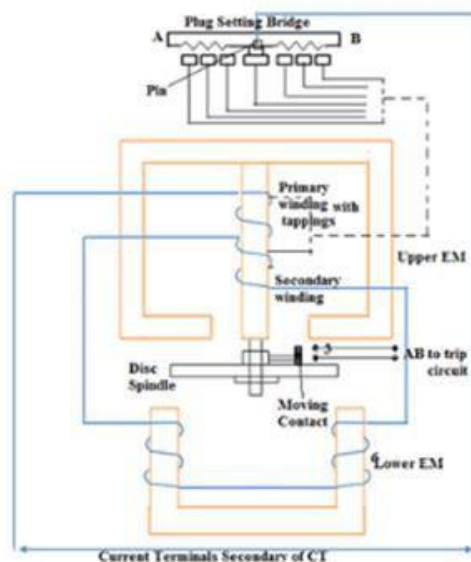 Plug Setting Bridge
A B
Pin
Primary
winding with
tappings
Upper EM
Secondary
winding
3
AB to trip
circuit
Disc
Spindle
Moving
Contact
6 Lower EM
Current Terminals Secondary of CT